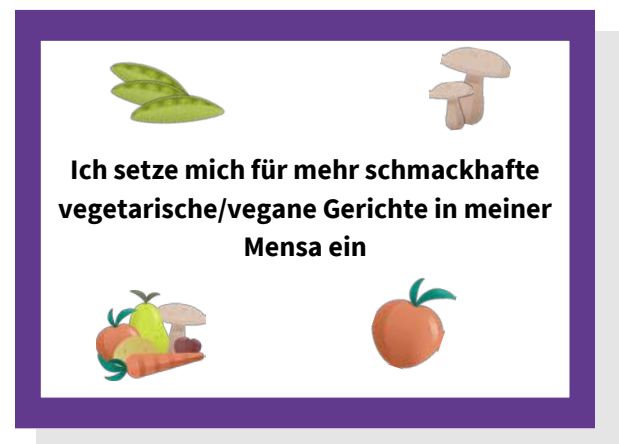 Ich setze mich für mehr schmackhafte
vegetarische/vegane Gerichte in meiner
Mensa ein